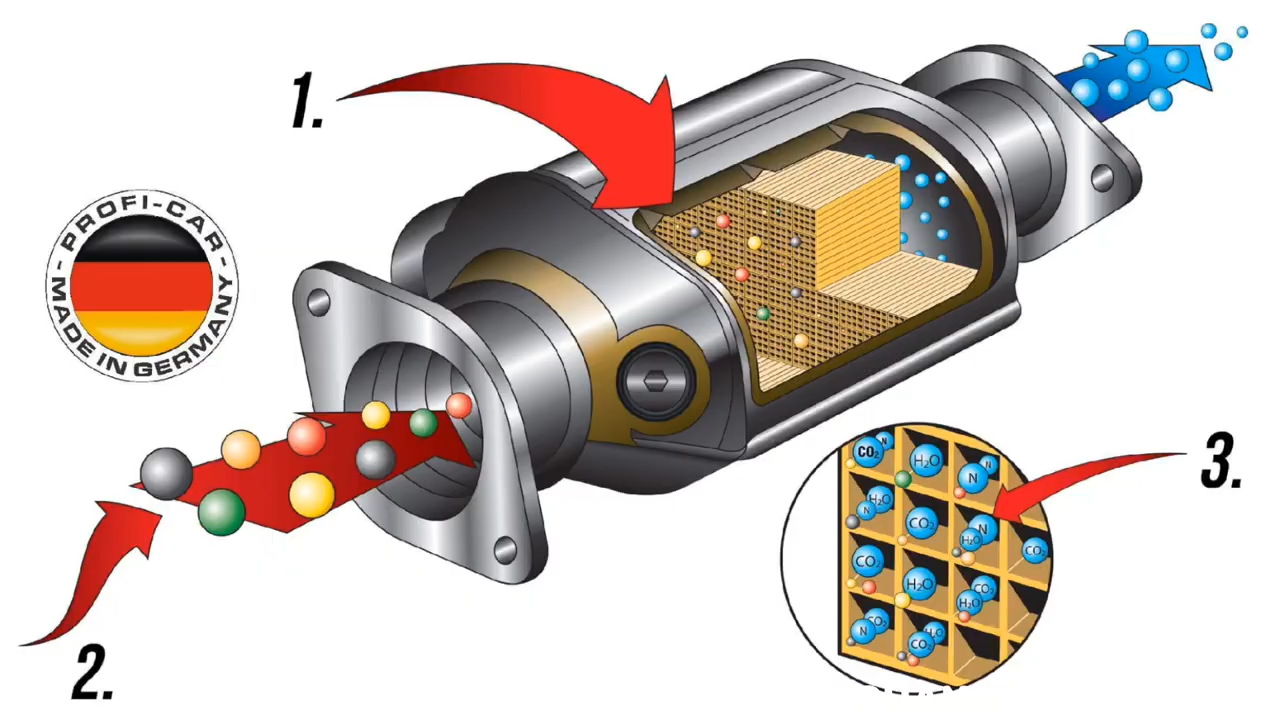 1.
- PROFI-CAR -
MADE IN GERMANY
2.
3.
CO₂ N
H₂O
N N
H₂O
N
CO₂
N
H₂O
CO₂
CO₂
H₂O
CO₂
H₂O
CO₂
N
H₂O
CO₂